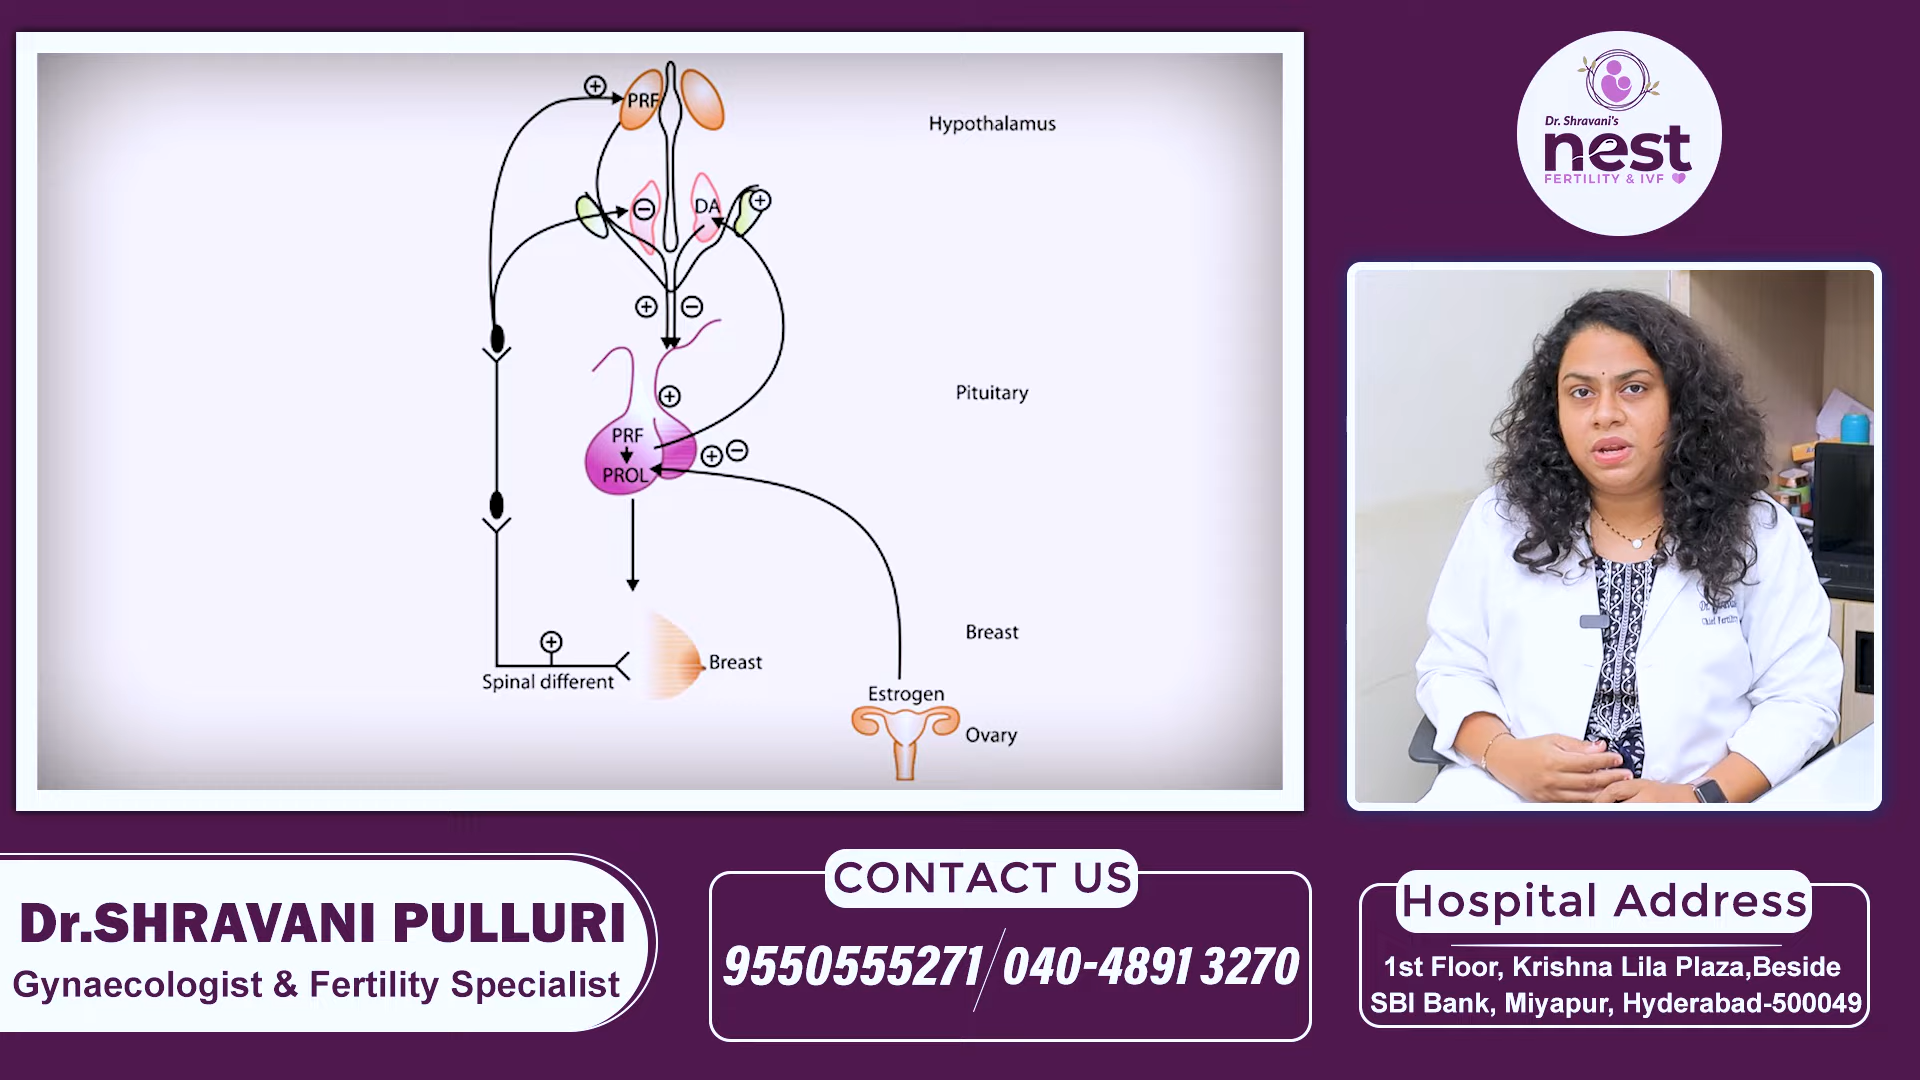 PRF
Hypothalamus
DA
Pituitary
PRF
PROL
Breast
Breast
Spinal different
Estrogen
Ovary
Dr. Shravani's
nest
FERTILITY & IVF
Chief Fertility
Dr.SHRAVANI PULLURI
Gynaecologist & Fertility Specialist
CONTACT US
9550555271/040-4891 3270
Hospital Address
1st Floor, Krishna Lila Plaza,Beside
SBI Bank, Miyapur, Hyderabad-500049